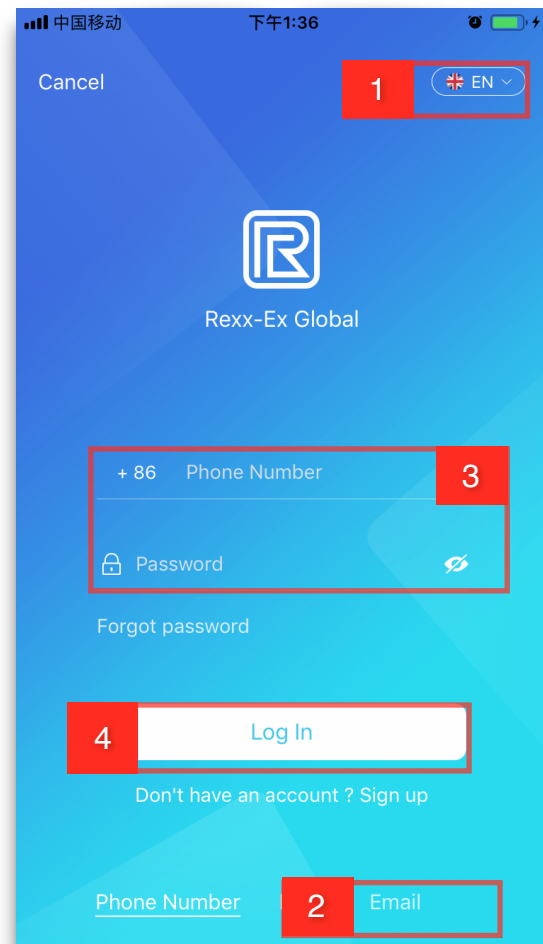 中国移动 下午1:36
Cancel 1 EN
R
Rexx-Ex Global
+ 86 Phone Number 3
Password
Forgot password
4 Log In
Don't have an account ? Sign up
Phone Number 2 Email